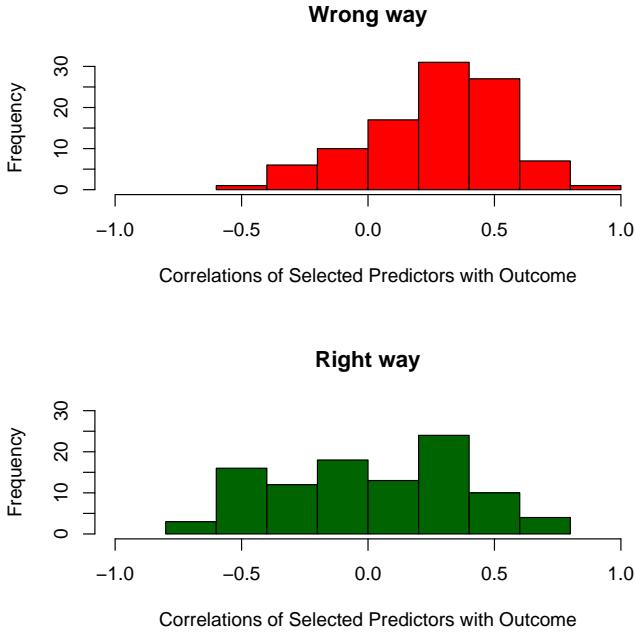 Wrong way
Frequency
30
20
10
0
−1.0 −0.5 0.0 0.5 1.0
Correlations of Selected Predictors with Outcome
Right way
Frequency
30
20
10
0
−1.0 −0.5 0.0 0.5 1.0
Correlations of Selected Predictors with Outcome